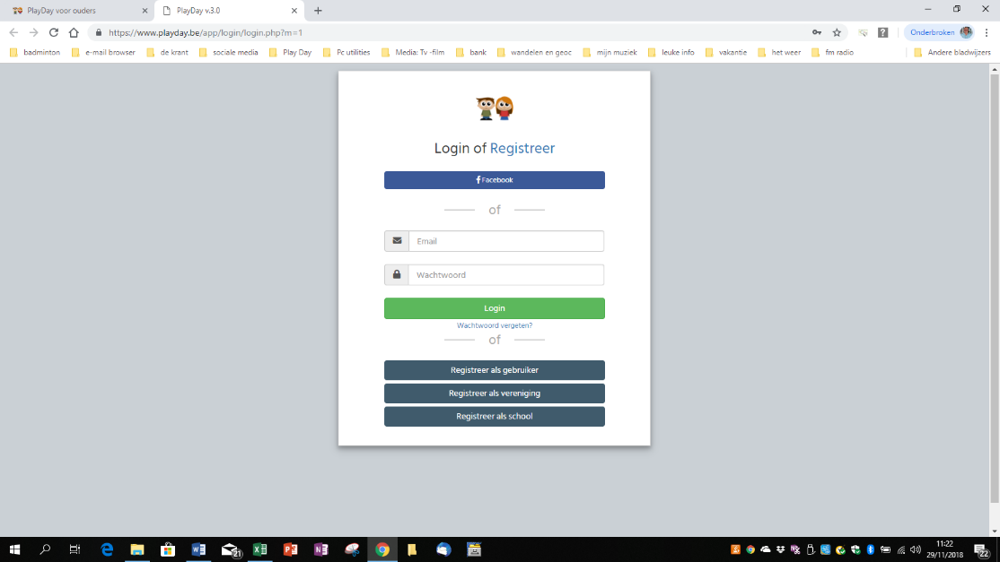 PlayDay voor ouders
PlayDay v.3.0
https://www.playday.be/app/login/login.php?m=1
Onderbroken
badminton
e-mail browser
de krant
sociale media
Play Day
Pc utilities
Media: Tv -film
bank
wandelen en geoc
mijn muziek
leuke info
vakantie
het weer
fm radio
Andere bladwijzers
Login of Registreer
Facebook
of
Email
Wachtwoord
Login
Wachtwoord vergeten?
of
Registreer als gebruiker
Registreer als vereniging
Registreer als school
21
11:22
29/11/2018
22